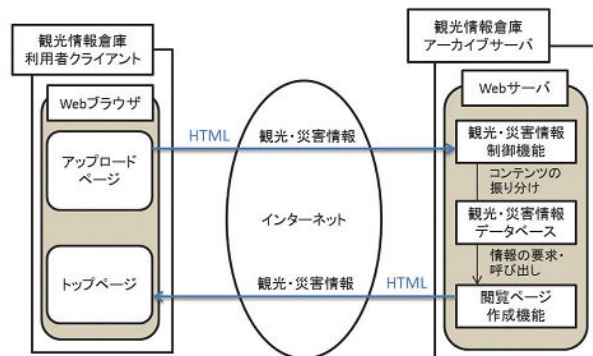 観光情報倉庫
利用者クライアント
Webブラウザ
アップロード
ページ
トップページ
HTML
観光・災害情報
インターネット
観光・災害情報
HTML
観光情報倉庫
アーカイブサーバ
Webサーバ
観光・災害情報
制御機能
コンテンツの
振り分け
観光・災害情報
データベース
情報の要求・
呼び出し
閲覧ページ
作成機能